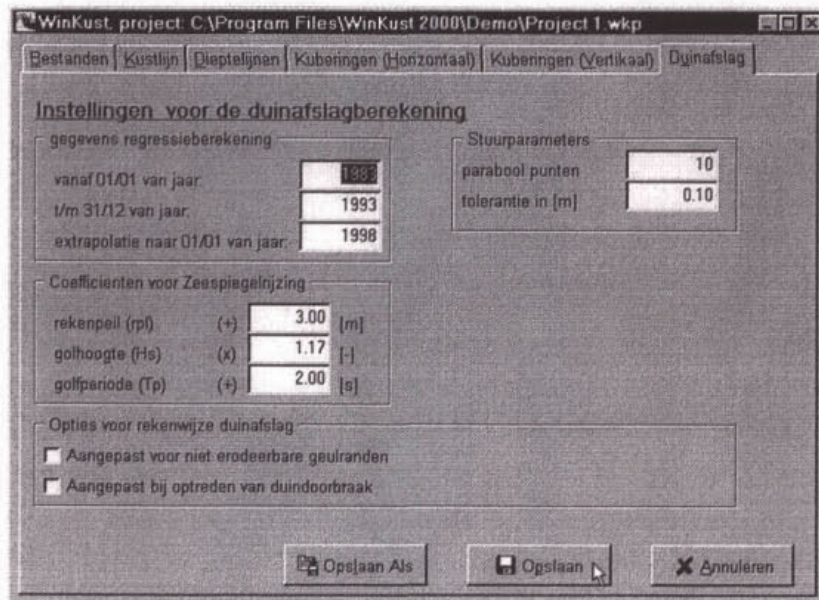 WinKust, project: C:\Program Files\WinKust 2000\Demo\Project 1.wkp
Bestanden Kustlijn Dieptelijnen Kuberingen (Horizontaal) Kuberingen (Vertikaal) Duinafslag
Instellingen voor de duinafslagberekening
gegevens regressieberekening
vanaf 01/01 van jaar: 1983
t/m 31/12 van jaar: 1993
extrapolatie naar 01/01 van jaar: 1998
Stuurparameters
parabool punten 10
tolerantie in [m] 0.10
Coefficienten voor Zeespiegelrijzing
rekenpeil (rpl) (+) 3.00 [m]
golhoogte (Hs) (x) 1.17 [-]
golfperiode (Tp) (+) 2.00 [s]
Opties voor rekenwijze duinafslag
Aangepast voor niet erodeerbare geulranden
Aangepast bij optreden van duindoorbraak
Opslaan Als Opslaan Annuleren